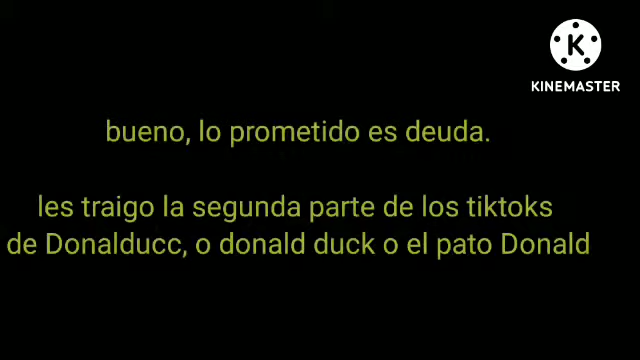 KINEMASTER
bueno, lo prometido es deuda.
les traigo la segunda parte de los tiktoks
de Donalducc, o donald duck o el pato Donald